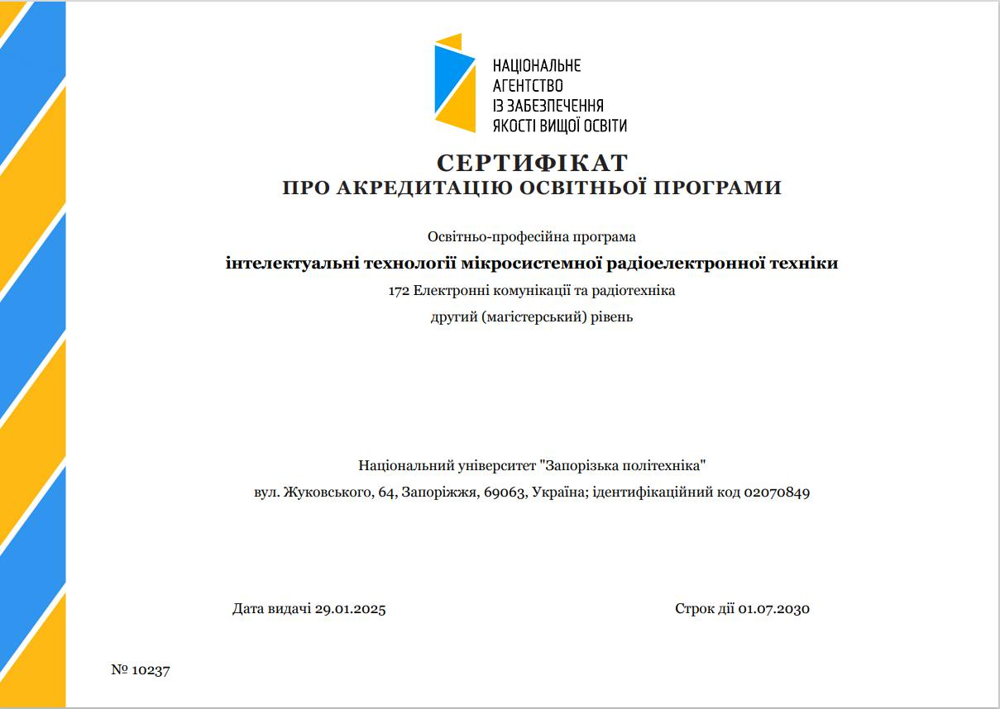 НАЦІОНАЛЬНЕ
АГЕНТСТВО
ІЗ ЗАБЕЗПЕЧЕННЯ
ЯКОСТІ ВИЩОЇ ОСВІТИ
СЕРТИФІКАТ
ПРО АКРЕДИТАЦІЮ ОСВІТНЬОЇ ПРОГРАМИ
Освітньо-професійна програма
інтелектуальні технології мікросистемної радіоелектронної техніки
172 Електронні комунікації та радіотехніка
другий (магістерський) рівень
Національний університет "Запорізька політехніка"
вул. Жуковського, 64, Запоріжжя, 69063, Україна; ідентифікаційний код 02070849
Дата видачі 29.01.2025
Строк дії 01.07.2030
№ 10237